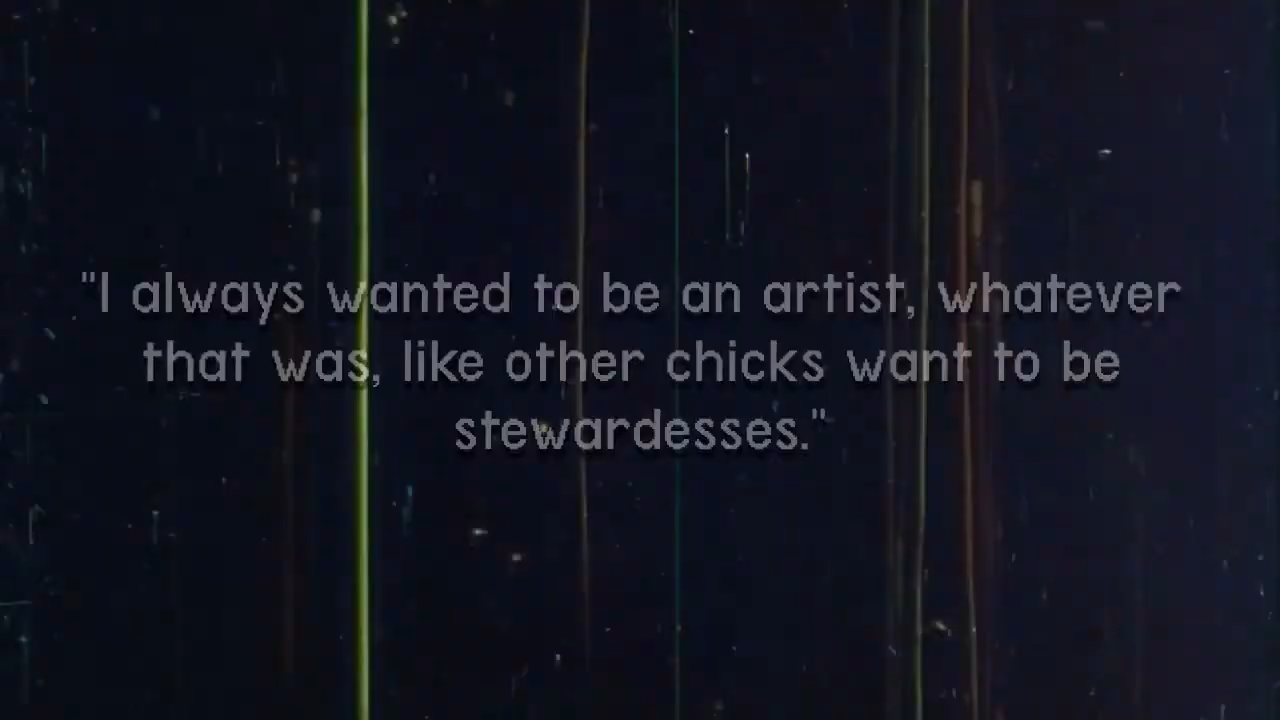 "I always wanted to be an artist, whatever
that was, like other chicks want to be
stewardesses."